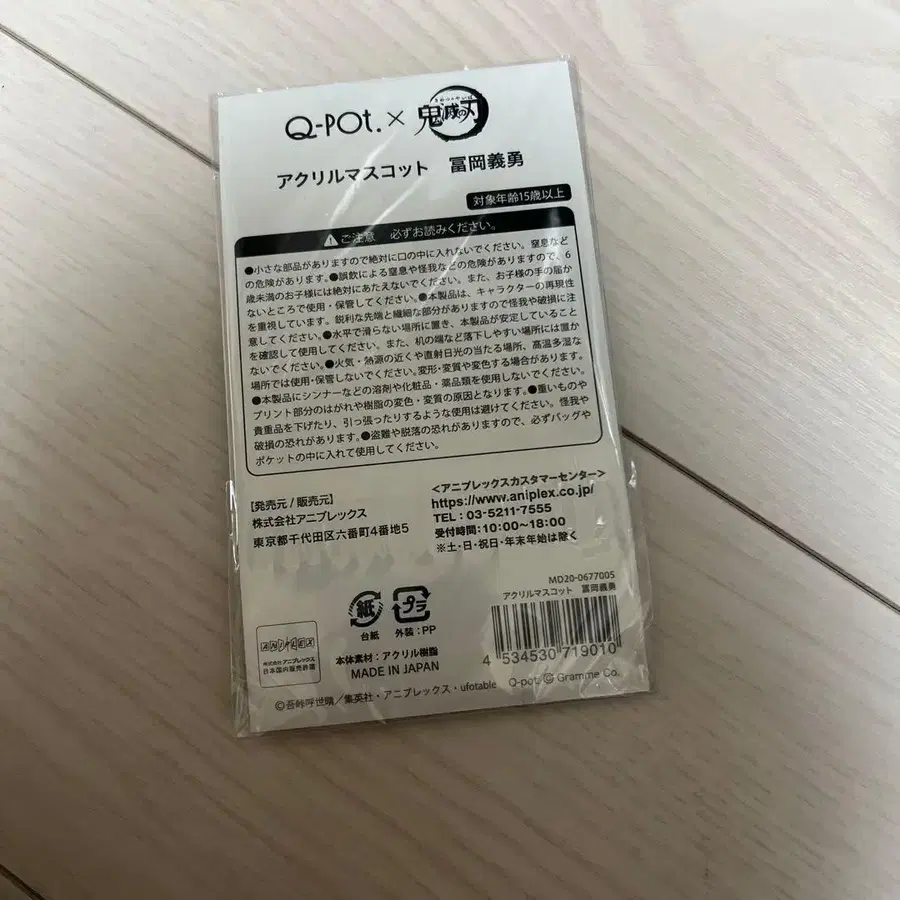 Q-POt. × 鬼滅の刃
きめつのやいば
アクリルマスコット 冨岡義勇
対象年齢15歳以上
ご注意 必ずお読みください。
●小さな部品がありますので絶対に口の中に入れないでください。窒息など
の危険があります。●誤飲による窒息や怪我などの危険がありますので、6
歳未満のお子様には絶対にあたえないでください。また、お子様の手の届か
ないところで使用・保管してください。●本製品は、キャラクターの再現性
を重視しています。鋭利な先端と繊細な部分がありますので怪我や破損に注
意してください。●水平で滑らない場所に置き、本製品が安定していること
を確認して使用してください。また、机の端など落下しやすい場所には置か
ないでください。●火気・熱源の近くや直射日光の当たる場所、高温多湿な
場所では使用・保管しないでください。変形・変質や変色する場合があります。
●本製品にシンナーなどの溶剤や化粧品・薬品類を使用しないでください。
プリント部分のはがれや樹脂の変色・変質の原因となります。●重いものや
貴重品を下げたり、引っ張ったりするような使用は避けてください。怪我や
破損の恐れがあります。●盗難や脱落の恐れがありますので、必ずバッグや
ポケットの中に入れて使用してください。
[発売元 / 販売元]
株式会社アニプレックス
東京都千代田区六番町4番地5
<アニプレックスカスタマーセンター>
https://www.aniplex.co.jp/
TEL:03-5211-7555
受付時間:10:00〜18:00
※土・日・祝日・年末年始は除く
MD20-0677005
アクリルマスコット 冨岡義勇
4 534530 719010
紙
台紙
プラ
外装:PP
本体素材:アクリル樹脂
MADE IN JAPAN
ANIPLEX
株式会社アニプレックス
日本国内販売許諾
©吾峠呼世晴／集英社・アニプレックス・ufotable Q-pot. © Gramme Co.